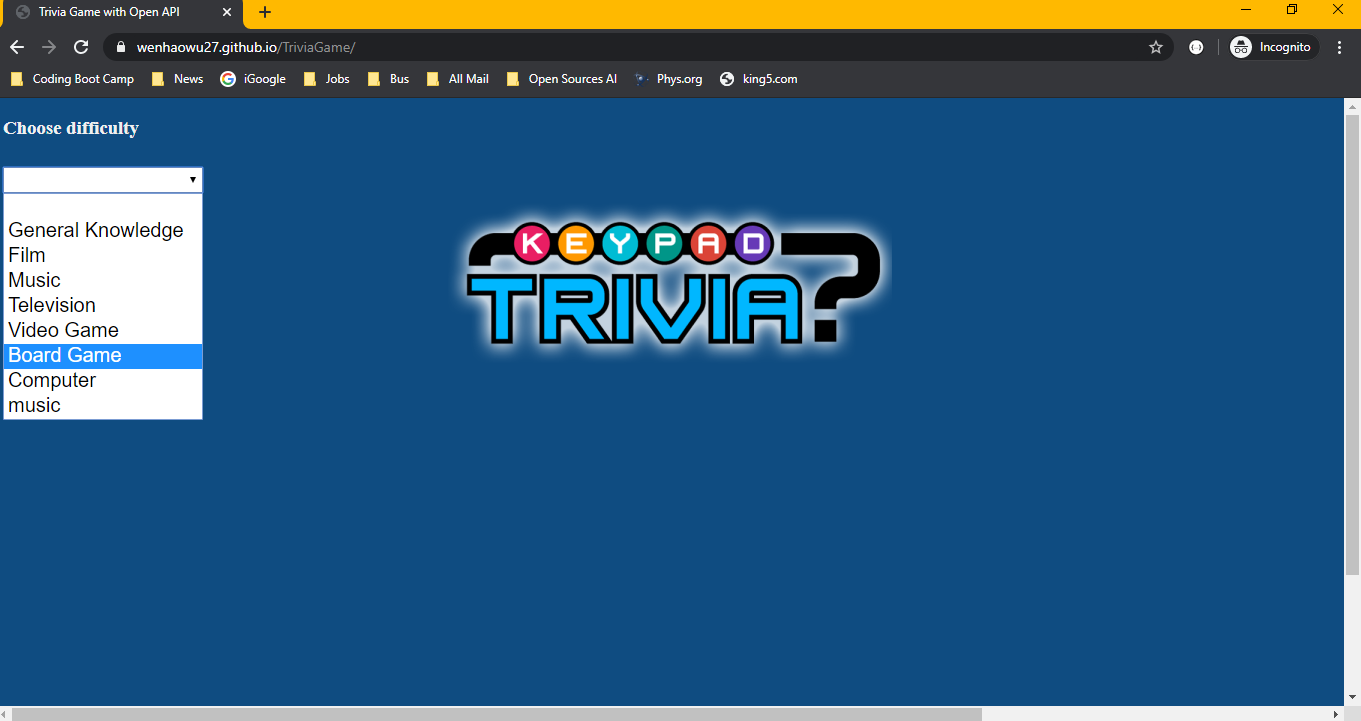 Trivia Game with Open API
wenhaowu27.github.io/TriviaGame/
Incognito
Coding Boot Camp News iGoogle Jobs Bus All Mail Open Sources AI Phys.org king5.com
Choose difficulty
General Knowledge
Film
Music
Television
Video Game
Board Game
Computer
music
KEYPAD
TRIVIA?